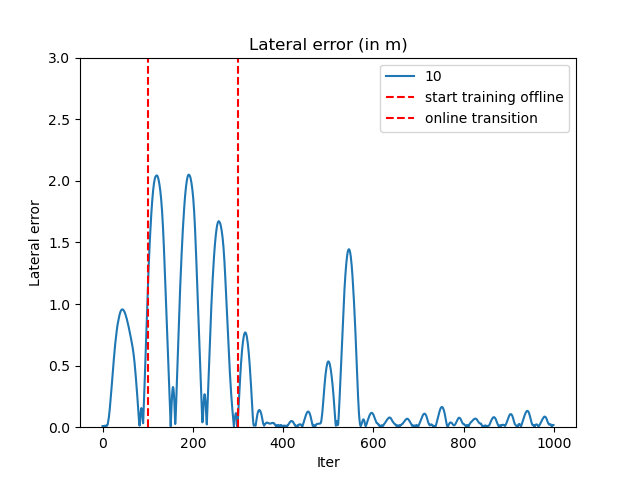 Lateral error (in m)
3.0
2.5
2.0
1.5
1.0
0.5
0.0
Lateral error
10
start training offline
online transition
0
200
400
600
800
1000
Iter